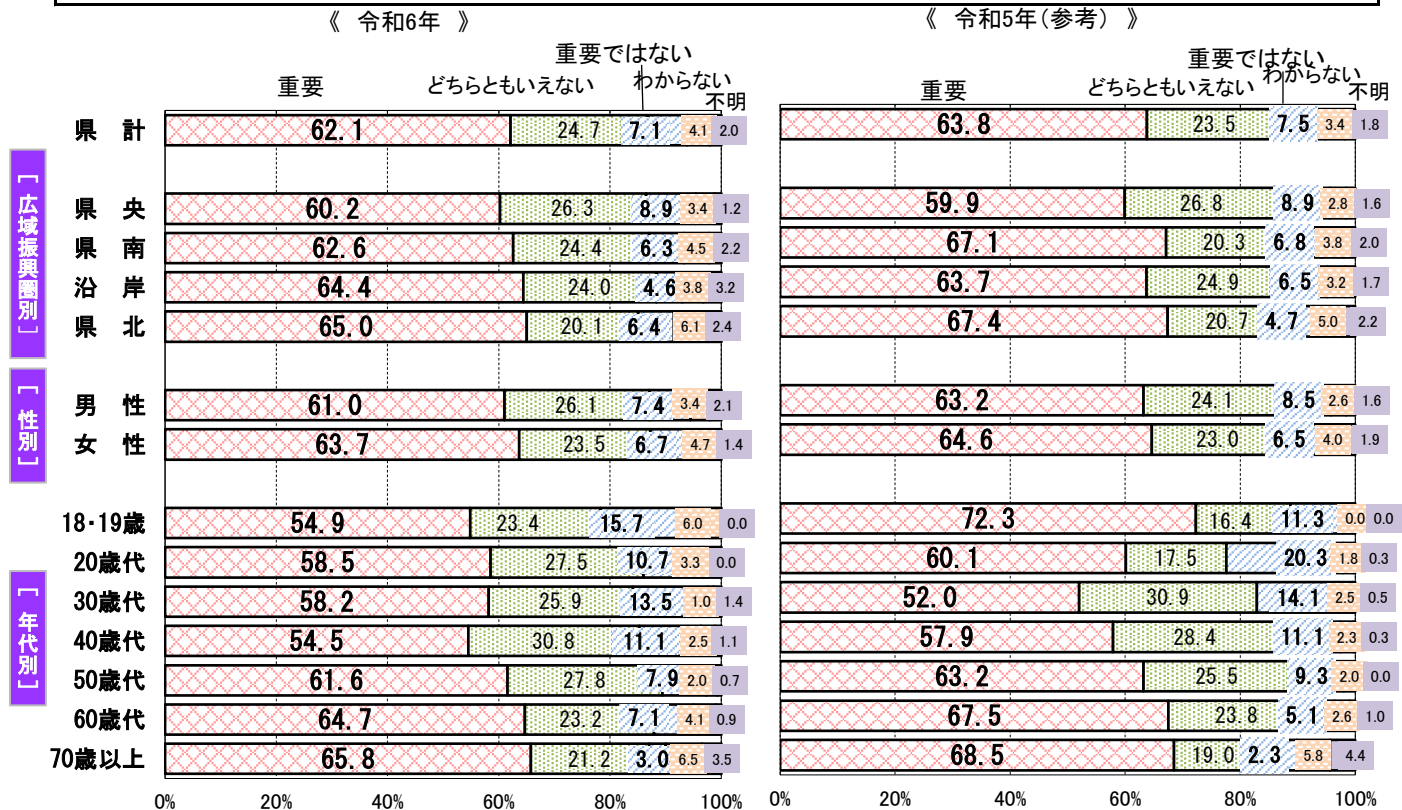 《 令和6年 》
《 令和5年(参考) 》
重要 どちらともいえない 重要ではない わからない 不明
重要 どちらともいえない 重要ではない わからない 不明
県 計 62.1 24.7 7.1 4.1 2.0 63.8 23.5 7.5 3.4 1.8
[広域振興圏別]
県 央 60.2 26.3 8.9 3.4 1.2 59.9 26.8 8.9 2.8 1.6
県 南 62.6 24.4 6.3 4.5 2.2 67.1 20.3 6.8 3.8 2.0
沿 岸 64.4 24.0 4.6 3.8 3.2 63.7 24.9 6.5 3.2 1.7
県 北 65.0 20.1 6.4 6.1 2.4 67.4 20.7 4.7 5.0 2.2
[性別]
男 性 61.0 26.1 7.4 3.4 2.1 63.2 24.1 8.5 2.6 1.6
女 性 63.7 23.5 6.7 4.7 1.4 64.6 23.0 6.5 4.0 1.9
[年代別]
18・19歳 54.9 23.4 15.7 6.0 0.0 72.3 16.4 11.3 0.0 0.0
20歳代 58.5 27.5 10.7 3.3 0.0 60.1 17.5 20.3 1.8 0.3
30歳代 58.2 25.9 13.5 1.0 1.4 52.0 30.9 14.1 2.5 0.5
40歳代 54.5 30.8 11.1 2.5 1.1 57.9 28.4 11.1 2.3 0.3
50歳代 61.6 27.8 7.9 2.0 0.7 63.2 25.5 9.3 2.0 0.0
60歳代 64.7 23.2 7.1 4.1 0.9 67.5 23.8 5.1 2.6 1.0
70歳以上 65.8 21.2 3.0 6.5 3.5 68.5 19.0 2.3 5.8 4.4
0% 20% 40% 60% 80% 100% 0% 20% 40% 60% 80% 100%